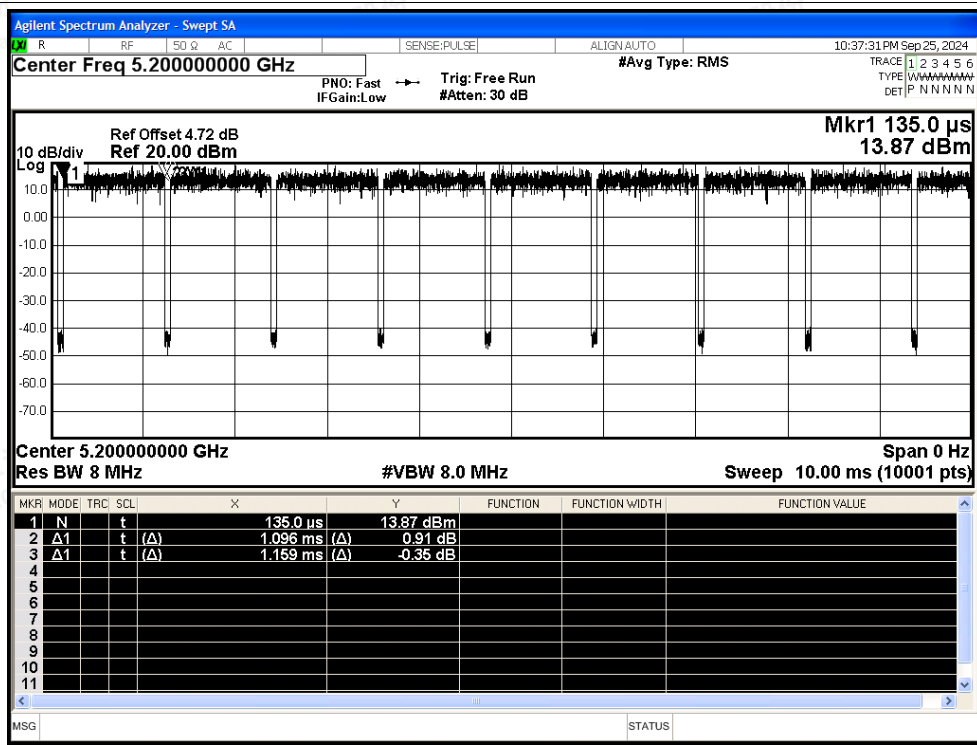 Agilent Spectrum Analyzer - Swept SA
LXI R RF 50 Ω AC SENSE:PULSE ALIGN AUTO 10:37:31 PM Sep 25, 2024
Center Freq 5.200000000 GHz #Avg Type: RMS TRACE 1 2 3 4 5 6
PNO: Fast Trig: Free Run TYPE
IFGain:Low #Atten: 30 dB DET P N N N N N
Mkr1 135.0 µs
Ref Offset 4.72 dB
10 dB/div Ref 20.00 dBm 13.87 dBm
Log
1
10.0
0.00
-10.0
-20.0
-30.0
-40.0
-50.0
-60.0
-70.0
Center 5.200000000 GHz Span 0 Hz
Res BW 8 MHz #VBW 8.0 MHz Sweep 10.00 ms (10001 pts)
MKR MODE TRC SCL X Y FUNCTION FUNCTION WIDTH FUNCTION VALUE
1 N t 135.0 µs 13.87 dBm
2 Δ1 t (Δ) 1.096 ms (Δ) 0.91 dB
3 Δ1 t (Δ) 1.159 ms (Δ) -0.35 dB
4
5
6
7
8
9
10
11
MSG STATUS